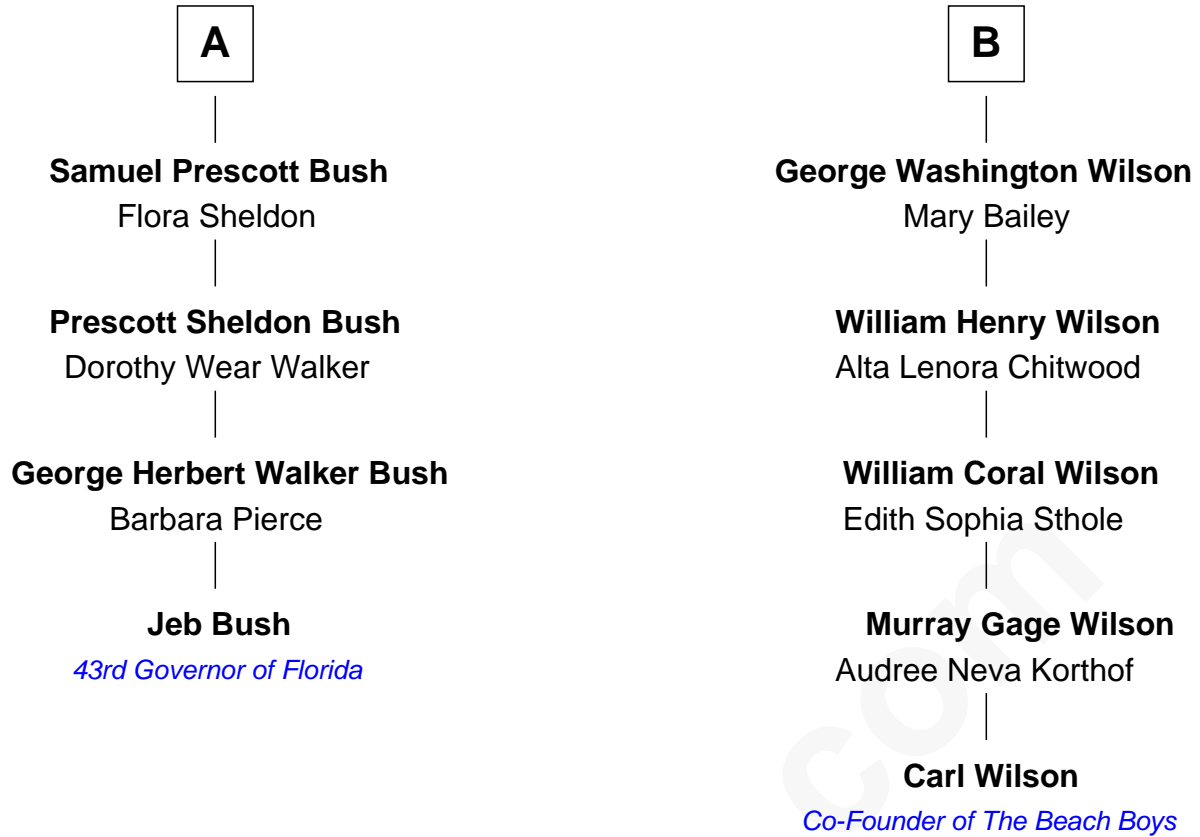 A
Samuel Prescott Bush
Flora Sheldon
Prescott Sheldon Bush
Dorothy Wear Walker
George Herbert Walker Bush
Barbara Pierce
Jeb Bush
43rd Governor of Florida
B
George Washington Wilson
Mary Bailey
William Henry Wilson
Alta Lenora Chitwood
William Coral Wilson
Edith Sophia Sthole
Murray Gage Wilson
Audree Neva Korthof
Carl Wilson
Co-Founder of The Beach Boys
com